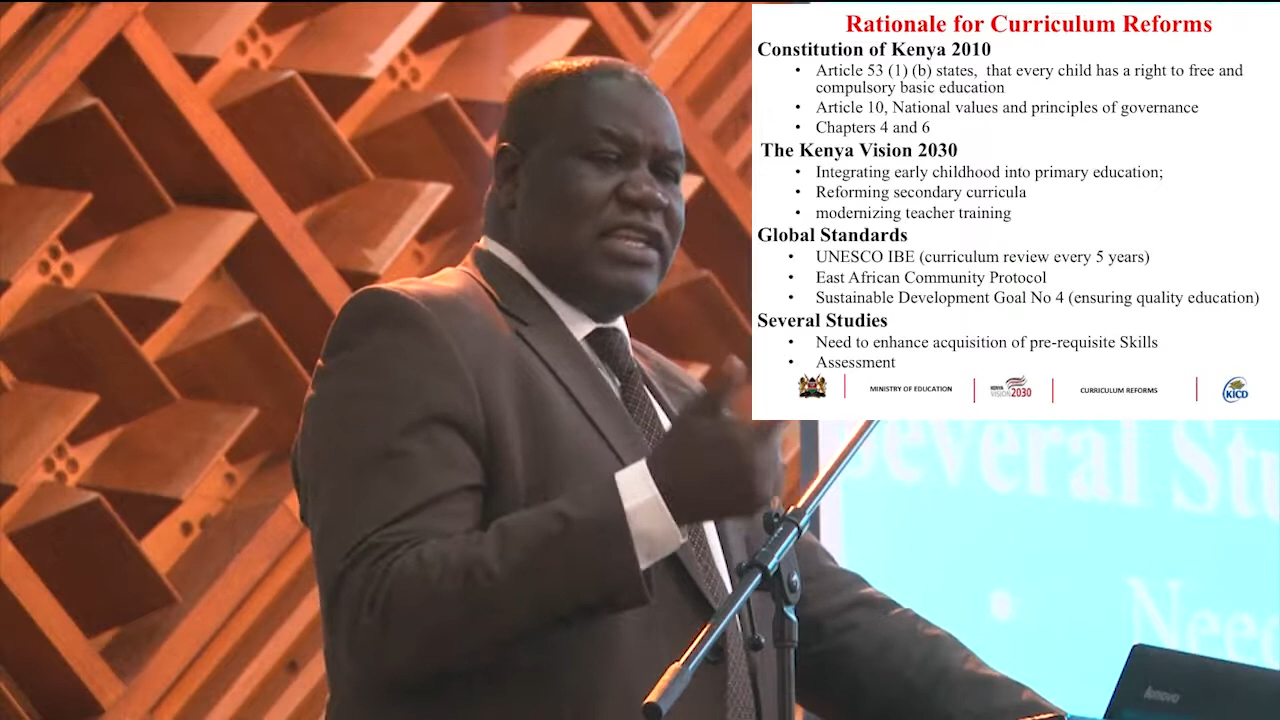 Rationale for Curriculum Reforms
Constitution of Kenya 2010
• Article 53 (1) (b) states, that every child has a right to free and
compulsory basic education
• Article 10, National values and principles of governance
• Chapters 4 and 6
The Kenya Vision 2030
• Integrating early childhood into primary education;
• Reforming secondary curricula
• modernizing teacher training
Global Standards
• UNESCO IBE (curriculum review every 5 years)
• East African Community Protocol
• Sustainable Development Goal No 4 (ensuring quality education)
Several Studies
• Need to enhance acquisition of pre-requisite Skills
• Assessment
MINISTRY OF EDUCATION
KENYA
VISION 2030
CURRICULUM REFORMS
KICD
Several Stu
Need
lenovo